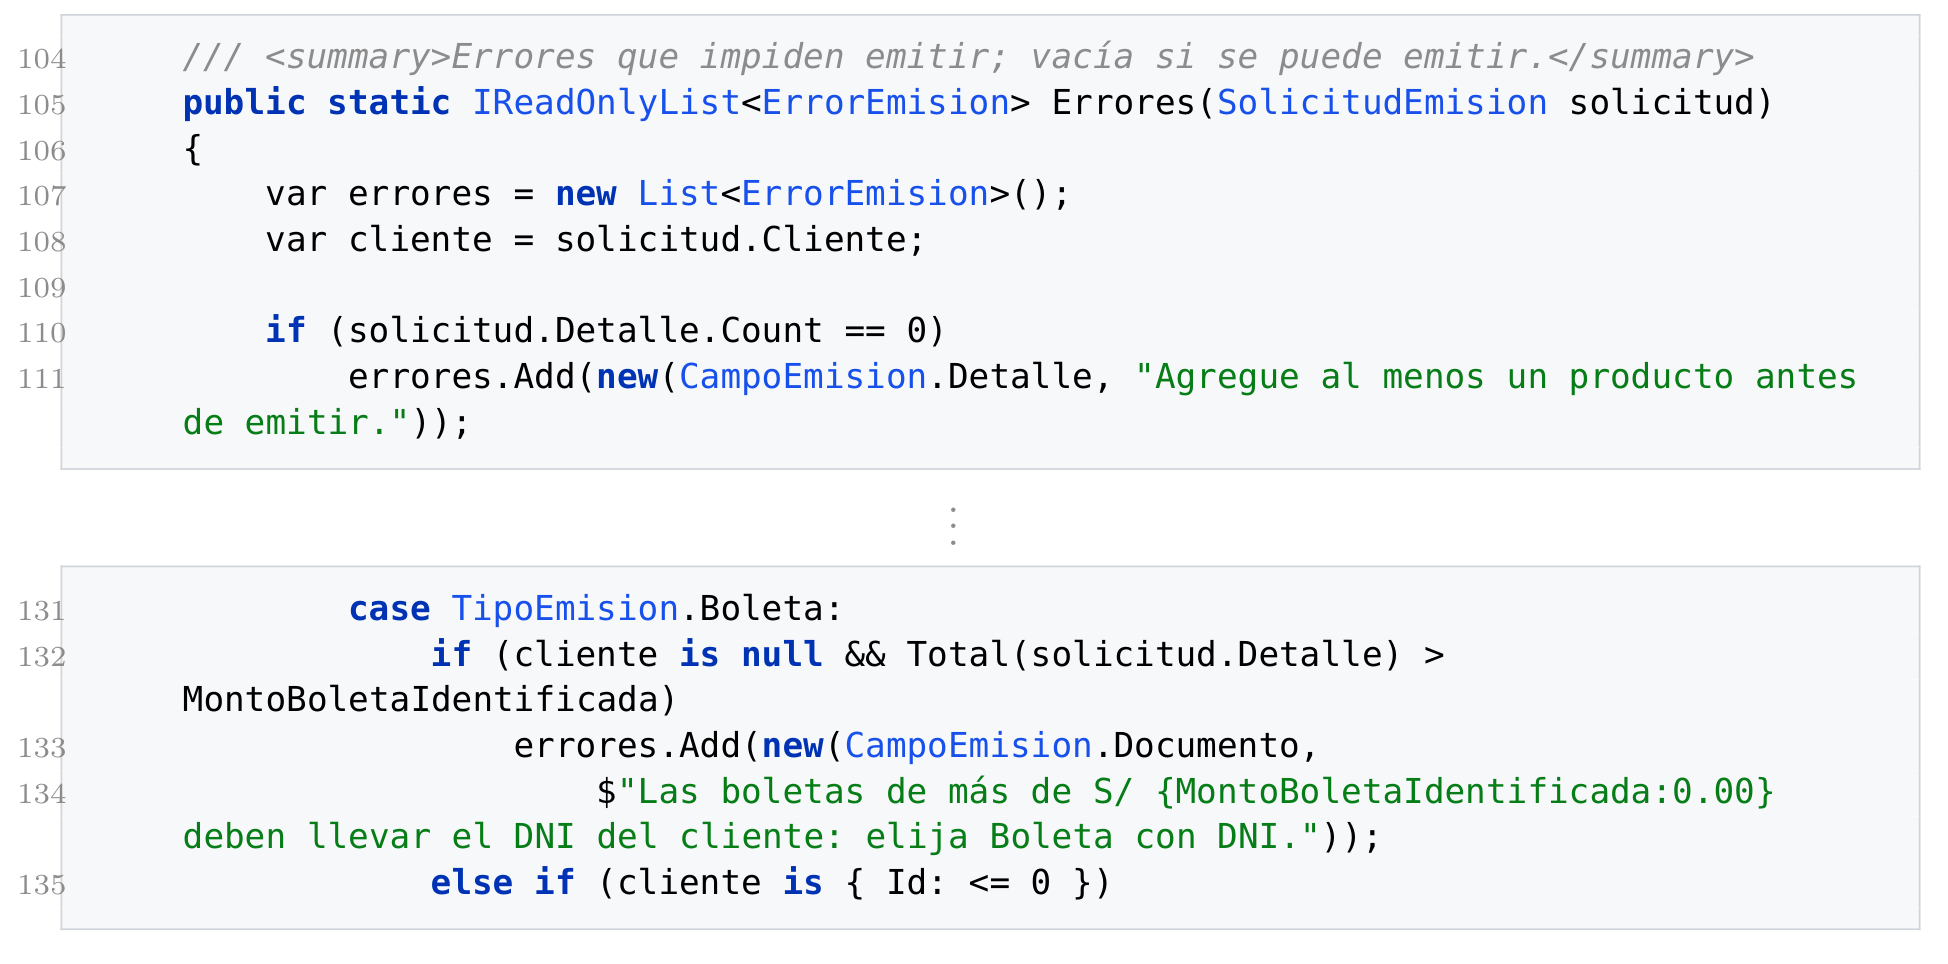 104 /// <summary>Errores que impiden emitir; vacía si se puede emitir.</summary>
105 public static IReadOnlyList<ErrorEmision> Errores(SolicitudEmision solicitud)
106 {
107 var errores = new List<ErrorEmision>();
108 var cliente = solicitud.Cliente;
109
110 if (solicitud.Detalle.Count == 0)
111 errores.Add(new(CampoEmision.Detalle, "Agregue al menos un producto antes
de emitir."));
⋮
131 case TipoEmision.Boleta:
132 if (cliente is null && Total(solicitud.Detalle) >
MontoBoletaIdentificada)
133 errores.Add(new(CampoEmision.Documento,
134 $"Las boletas de más de S/ {MontoBoletaIdentificada:0.00}
deben llevar el DNI del cliente: elija Boleta con DNI."));
135 else if (cliente is { Id: <= 0 })